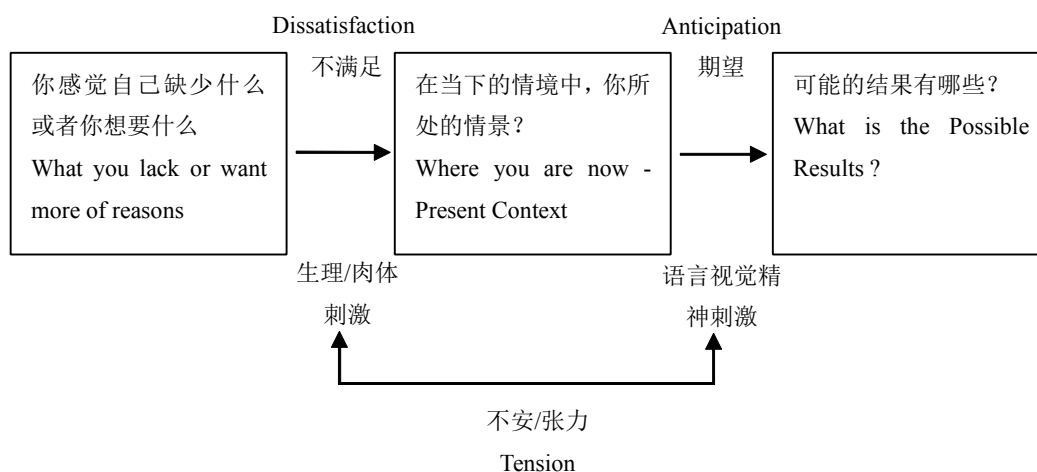 Dissatisfaction
不满足
Anticipation
期望
你感觉自己缺少什么
或者你想要什么
What you lack or want
more of reasons
在当下的情境中，你所
处的情景？
Where you are now -
Present Context
可能的结果有哪些？
What is the Possible
Results ?
生理/肉体
刺激
语言视觉精
神刺激
不安/张力
Tension